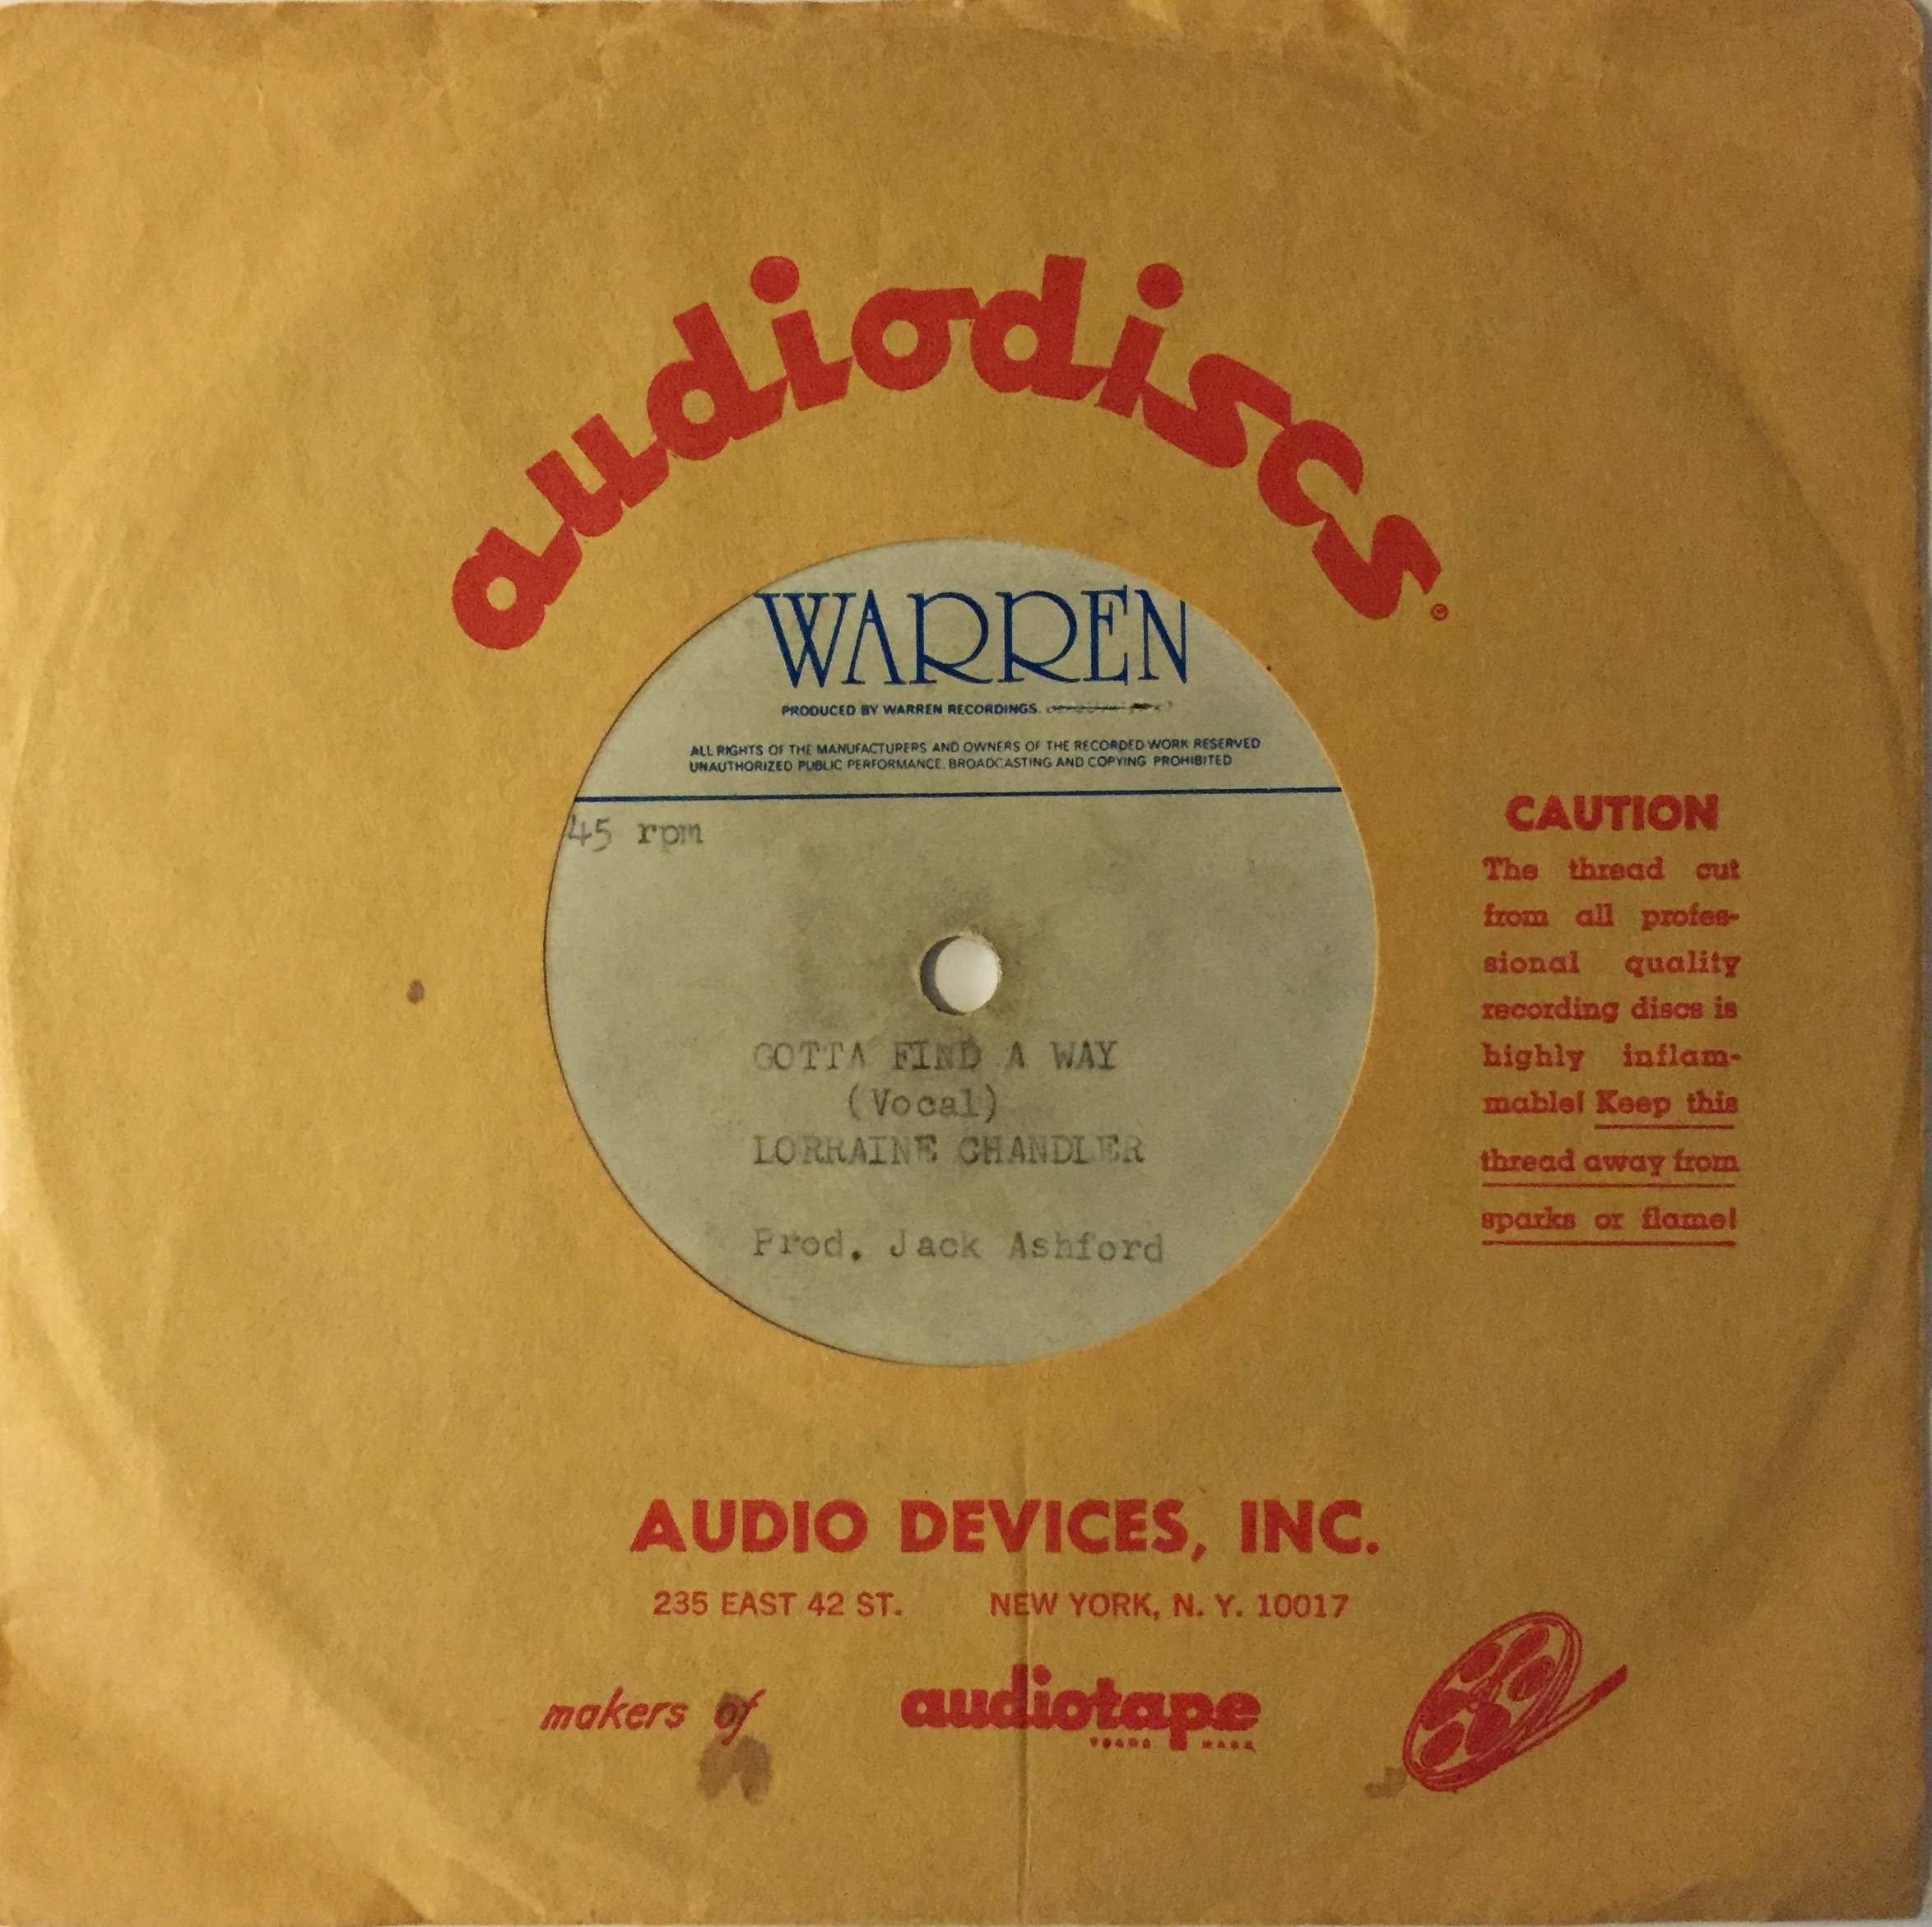 audiodiscs
©
WARREN
PRODUCED BY WARREN RECORDINGS.
ALL RIGHTS OF THE MANUFACTURERS AND OWNERS OF THE RECORDED WORK RESERVED
UNAUTHORIZED PUBLIC PERFORMANCE, BROADCASTING AND COPYING PROHIBITED
45 rpm
GOTTA FIND A WAY
(Vocal)
LORRAINE CHANDLER
Prod. Jack Ashford
CAUTION
The thread cut
from all profes-
sional quality
recording discs is
highly inflam-
mable! Keep this
thread away from
sparks or flame!
AUDIO DEVICES, INC.
235 EAST 42 ST. NEW YORK, N. Y. 10017
makers of audiotape
TRADE MARK